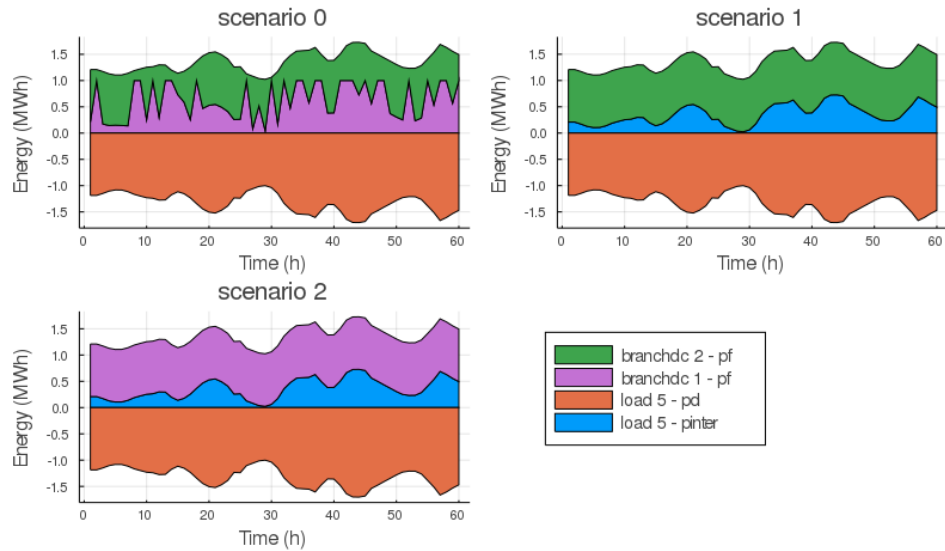 scenario 0
1.5
1.0
0.5
0.0
-0.5
-1.0
-1.5
Energy (MWh)
0 10 20 30 40 50 60
Time (h)
scenario 1
1.5
1.0
0.5
0.0
-0.5
-1.0
-1.5
Energy (MWh)
0 10 20 30 40 50 60
Time (h)
scenario 2
1.5
1.0
0.5
0.0
-0.5
-1.0
-1.5
Energy (MWh)
0 10 20 30 40 50 60
Time (h)
branchdc 2 - pf
branchdc 1 - pf
load 5 - pd
load 5 - pinter